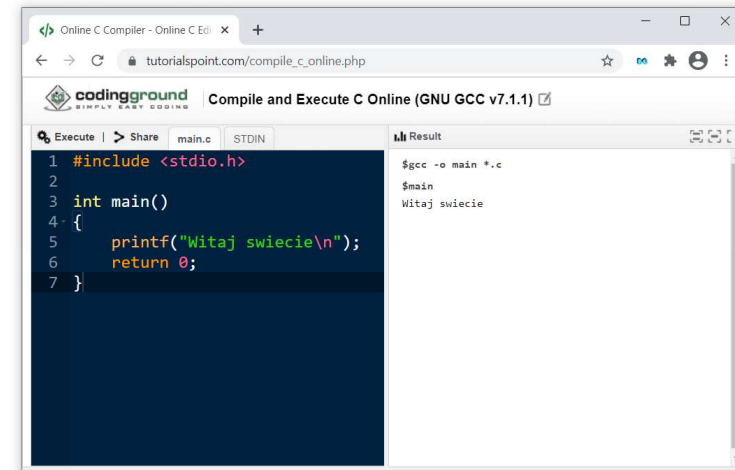 Online C Compiler - Online C Edi
tutorialspoint.com/compile_c_online.php
codingground
SIMPLY EASY CODING
Compile and Execute C Online (GNU GCC v7.1.1)
Execute | Share main.c STDIN
Result
1 #include <stdio.h>
2
3 int main()
4 {
5 printf("Witaj swiecie\n");
6 return 0;
7 }
$gcc -o main *.c
$main
Witaj swiecie